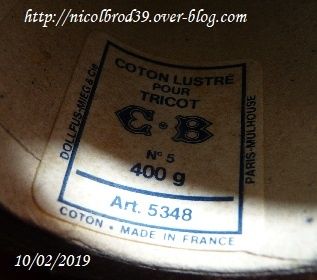 http://nicolbrod39.over-blog.com
COTON LUSTRÉ
POUR
TRICOT
DOLLFUS-MIEG & Cie
C·B
PARIS-MULHOUSE
N° 5
400 g
Art. 5348
COTON • MADE IN FRANCE
10/02/2019